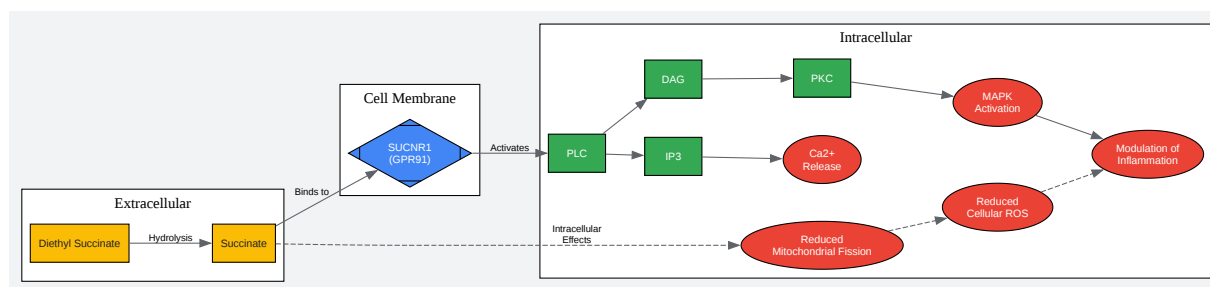 Intracellular
DAG
PKC
MAPK
Activation
Cell Membrane
SUCNR1
(GPR91)
Activates
PLC
IP3
Ca2+
Release
Modulation of
Inflammation
Binds to
Extracellular
Diethyl Succinate
Hydrolysis
Succinate
Intracellular
Effects
Reduced
Mitochondrial Fission
Reduced
Cellular ROS